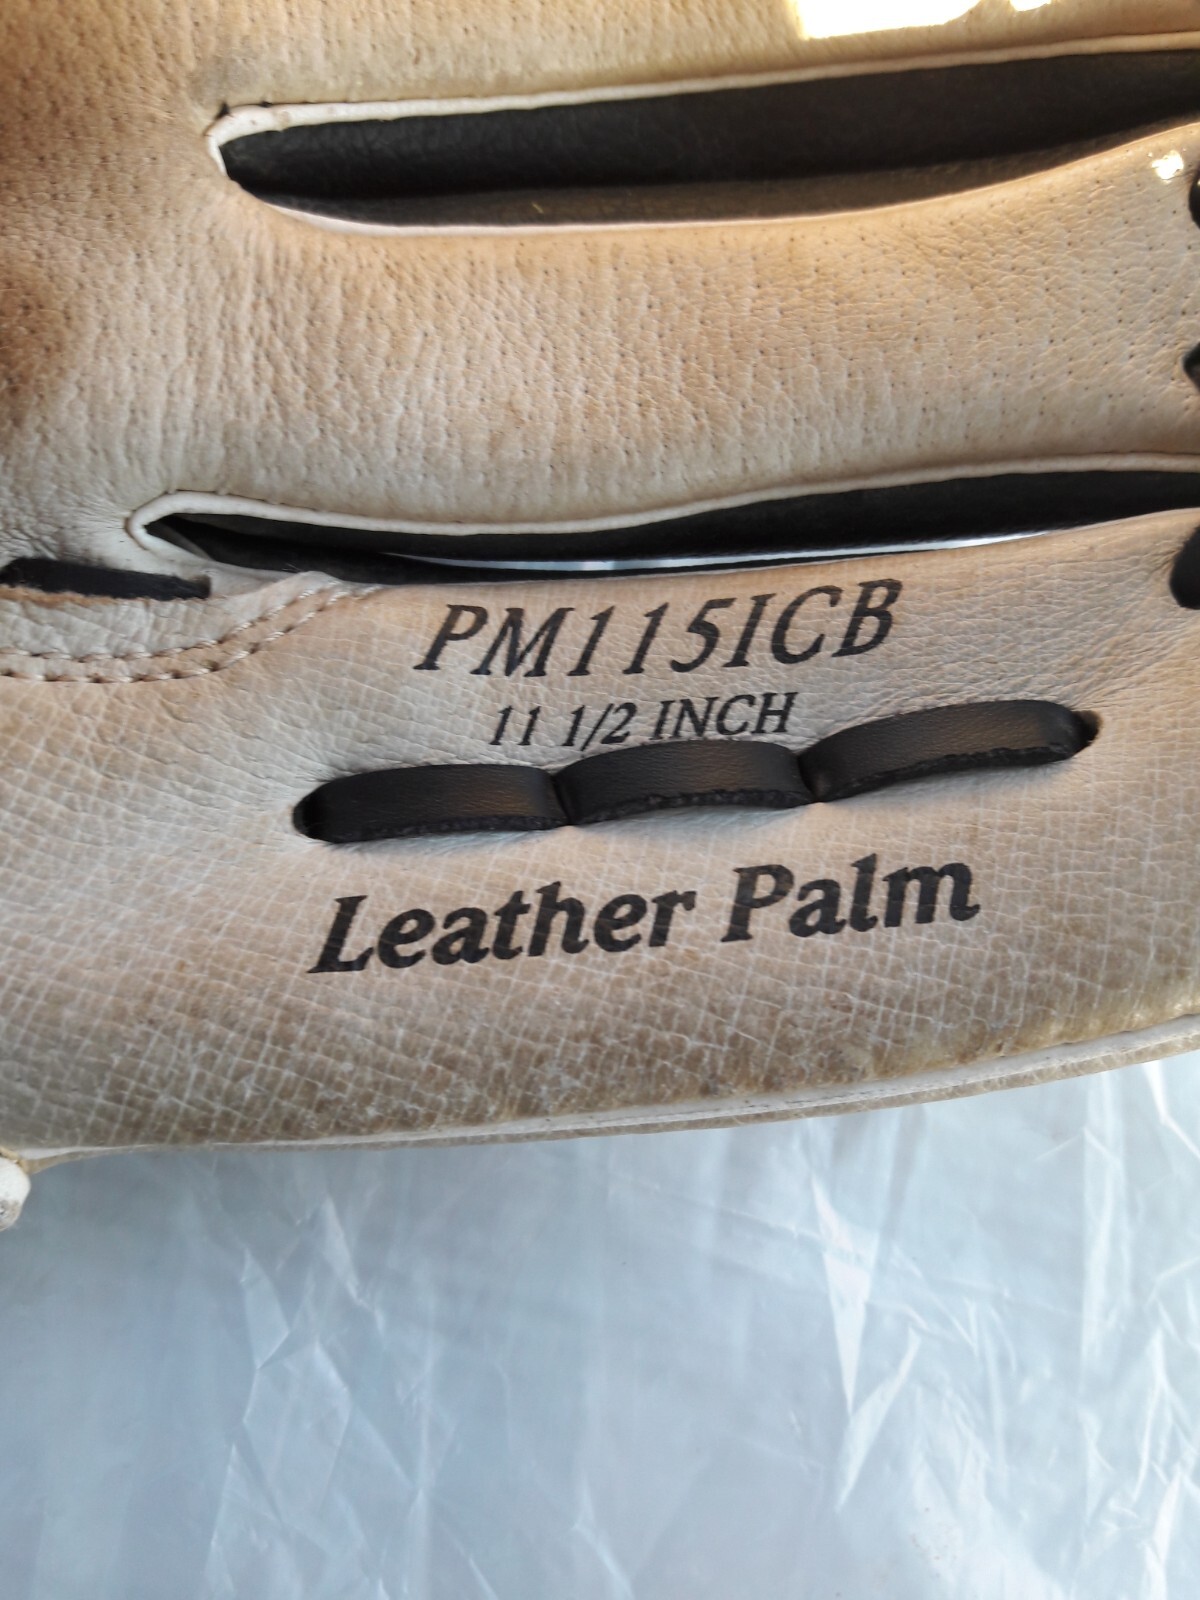 PM115ICB
11 1/2 INCH
Leather Palm